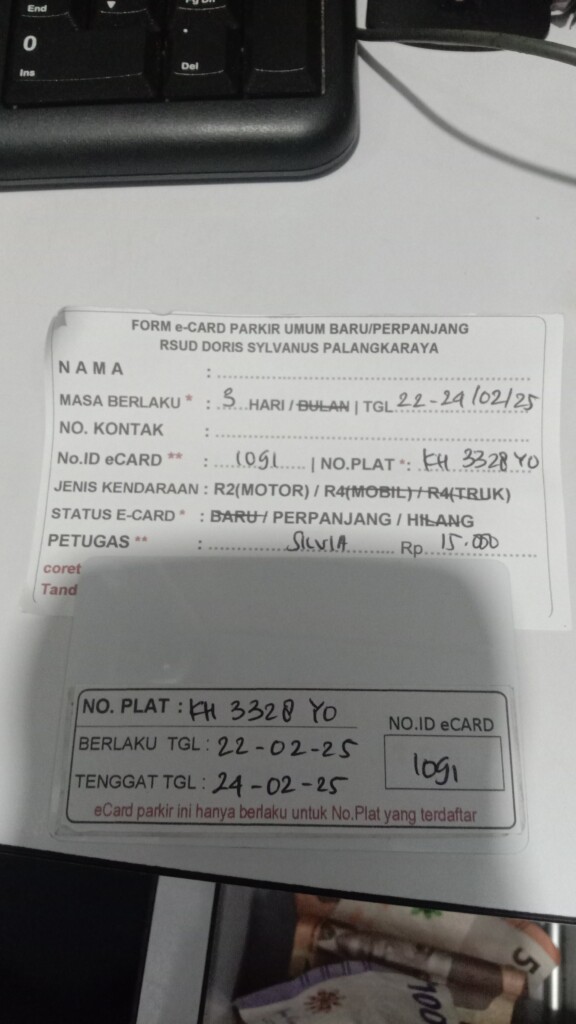 End
Pg Dn
0
Ins
Del
FORM e-CARD PARKIR UMUM BARU/PERPANJANG
RSUD DORIS SYLVANUS PALANGKARAYA
NAMA :
MASA BERLAKU * : 3 HARI / BULAN | TGL 22-24/02/25
NO. KONTAK :
No.ID eCARD ** : 1091 | NO.PLAT *: KH 3328 YO
JENIS KENDARAAN : R2(MOTOR) / R4(MOBIL) / R4(TRUK)
STATUS E-CARD * : BARU / PERPANJANG / HILANG
PETUGAS ** : SILVIA Rp 15.000
coret
Tand
NO. PLAT : KH 3328 YO
NO.ID eCARD
BERLAKU TGL : 22-02-25
1091
TENGGAT TGL : 24-02-25
eCard parkir ini hanya berlaku untuk No.Plat yang terdaftar
5